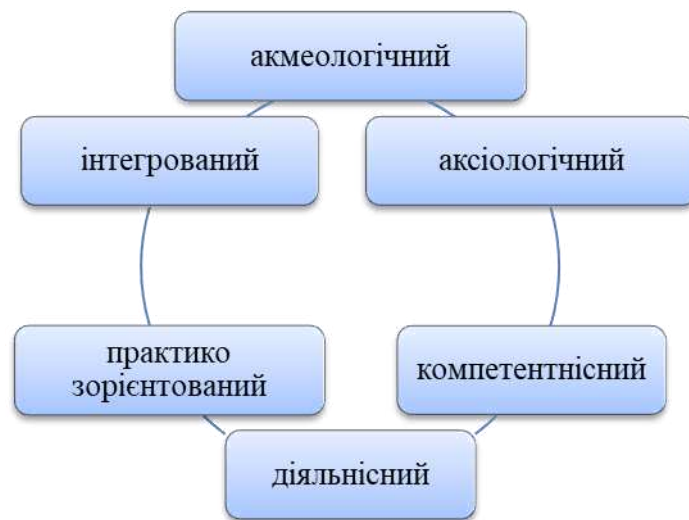 акмеологічний
інтегрований
аксіологічний
практико
зорієнтований
компетентнісний
діяльнісний